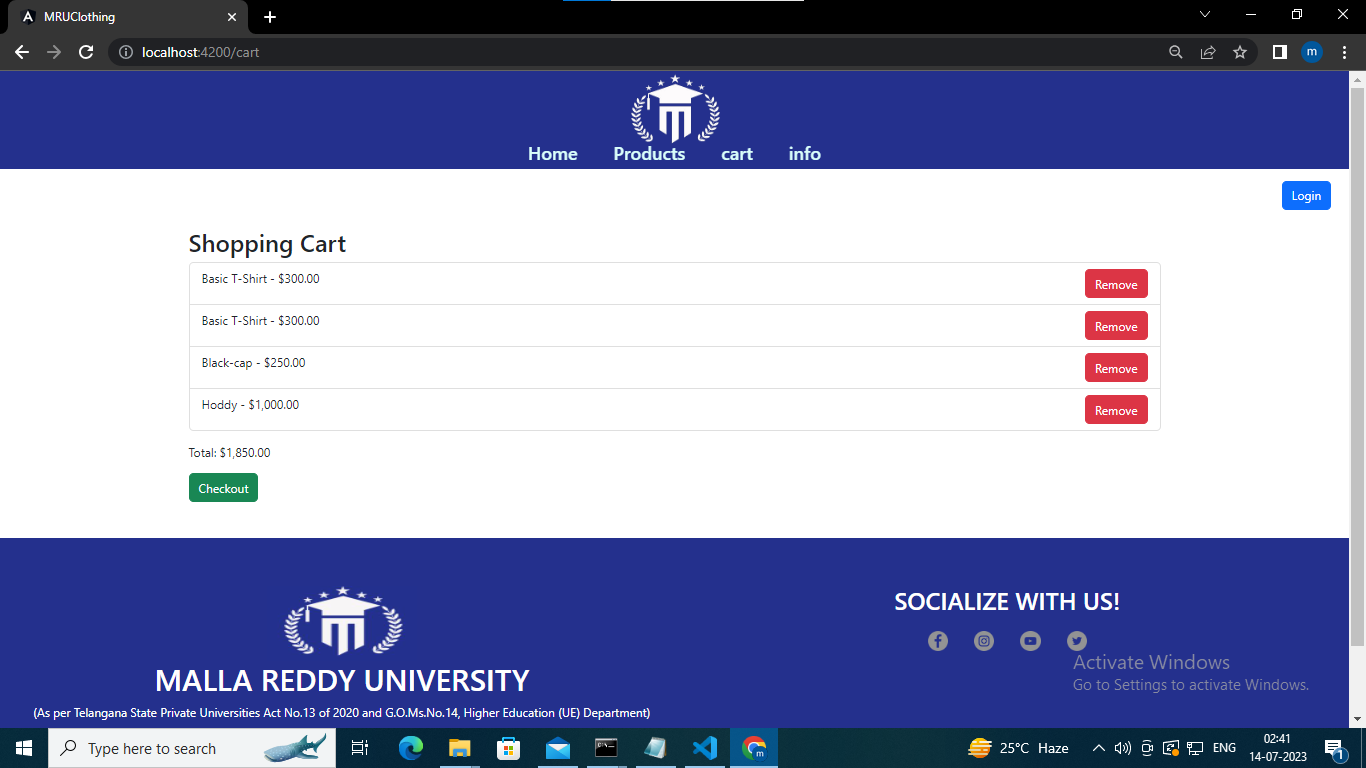 MRUClothing
localhost:4200/cart
m
Home Products cart info
Login
Shopping Cart
Basic T-Shirt - $300.00 Remove
Basic T-Shirt - $300.00 Remove
Black-cap - $250.00 Remove
Hoddy - $1,000.00 Remove
Total: $1,850.00
Checkout
SOCIALIZE WITH US!
MALLA REDDY UNIVERSITY
(As per Telangana State Private Universities Act No.13 of 2020 and G.O.Ms.No.14, Higher Education (UE) Department)
Activate Windows
Go to Settings to activate Windows.
Type here to search
25°C Haze
ENG
02:41
14-07-2023
1